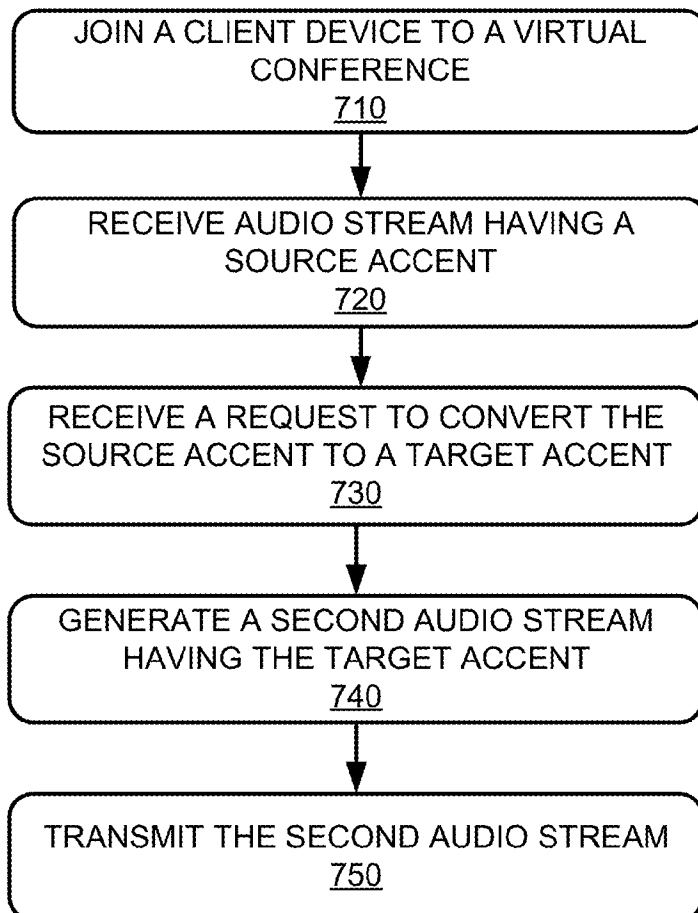 JOIN A CLIENT DEVICE TO A VIRTUAL
CONFERENCE
710
RECEIVE AUDIO STREAM HAVING A
SOURCE ACCENT
720
RECEIVE A REQUEST TO CONVERT THE
SOURCE ACCENT TO A TARGET ACCENT
730
GENERATE A SECOND AUDIO STREAM
HAVING THE TARGET ACCENT
740
TRANSMIT THE SECOND AUDIO STREAM
750